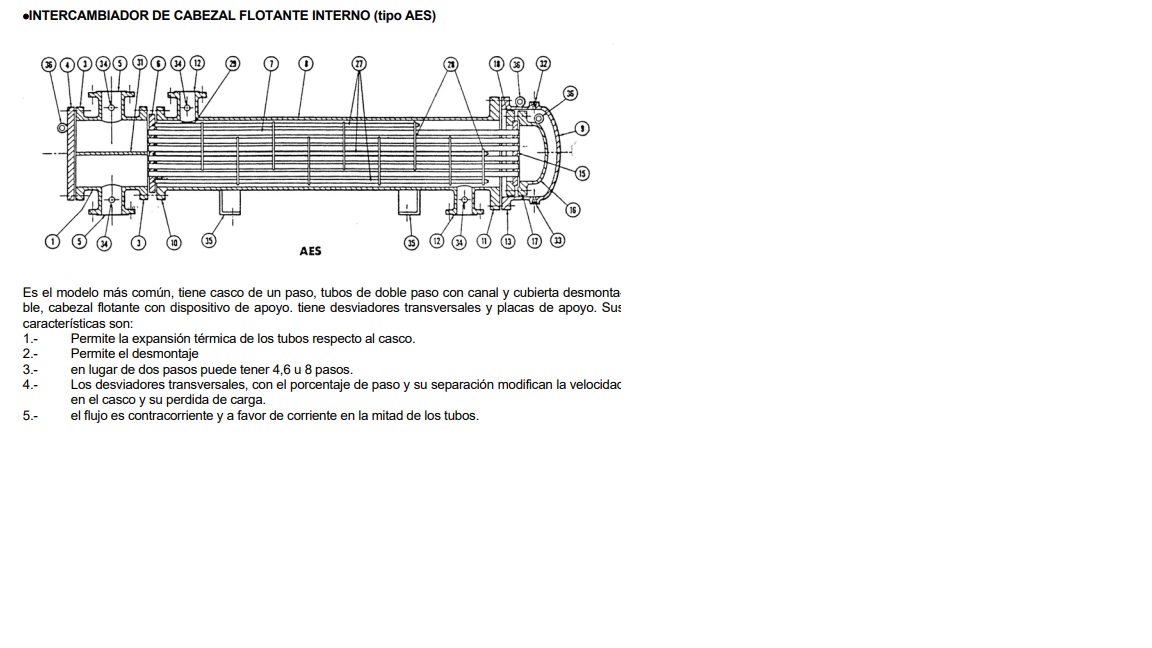 ●INTERCAMBIADOR DE CABEZAL FLOTANTE INTERNO (tipo AES)
36 4 3 34 5 31 6 34 12 29 7 8 27 28 18 36 32
36
9
15
16
1 5 34 3 10 35 35 12 34 11 13 17 33
AES
Es el modelo más común, tiene casco de un paso, tubos de doble paso con canal y cubierta desmonta-
ble, cabezal flotante con dispositivo de apoyo. tiene desviadores transversales y placas de apoyo. Sus
características son:
1.- Permite la expansión térmica de los tubos respecto al casco.
2.- Permite el desmontaje
3.- en lugar de dos pasos puede tener 4,6 u 8 pasos.
4.- Los desviadores transversales, con el porcentaje de paso y su separación modifican la velocidad
en el casco y su perdida de carga.
5.- el flujo es contracorriente y a favor de corriente en la mitad de los tubos.